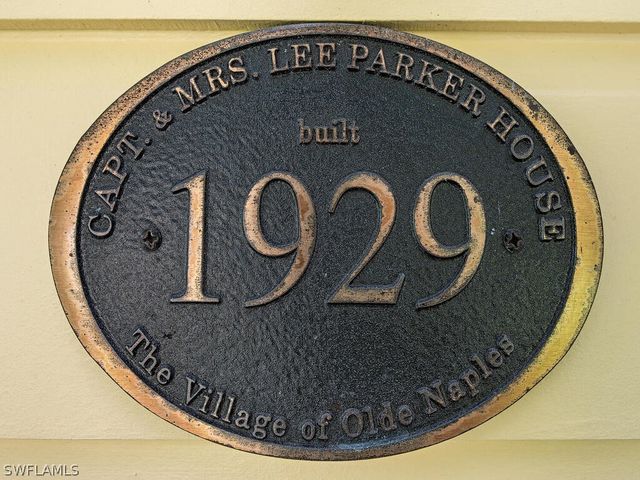 CAPT. & MRS. LEE PARKER HOUSE
built
1929
The Village of Olde Naples
SWFLAMLS